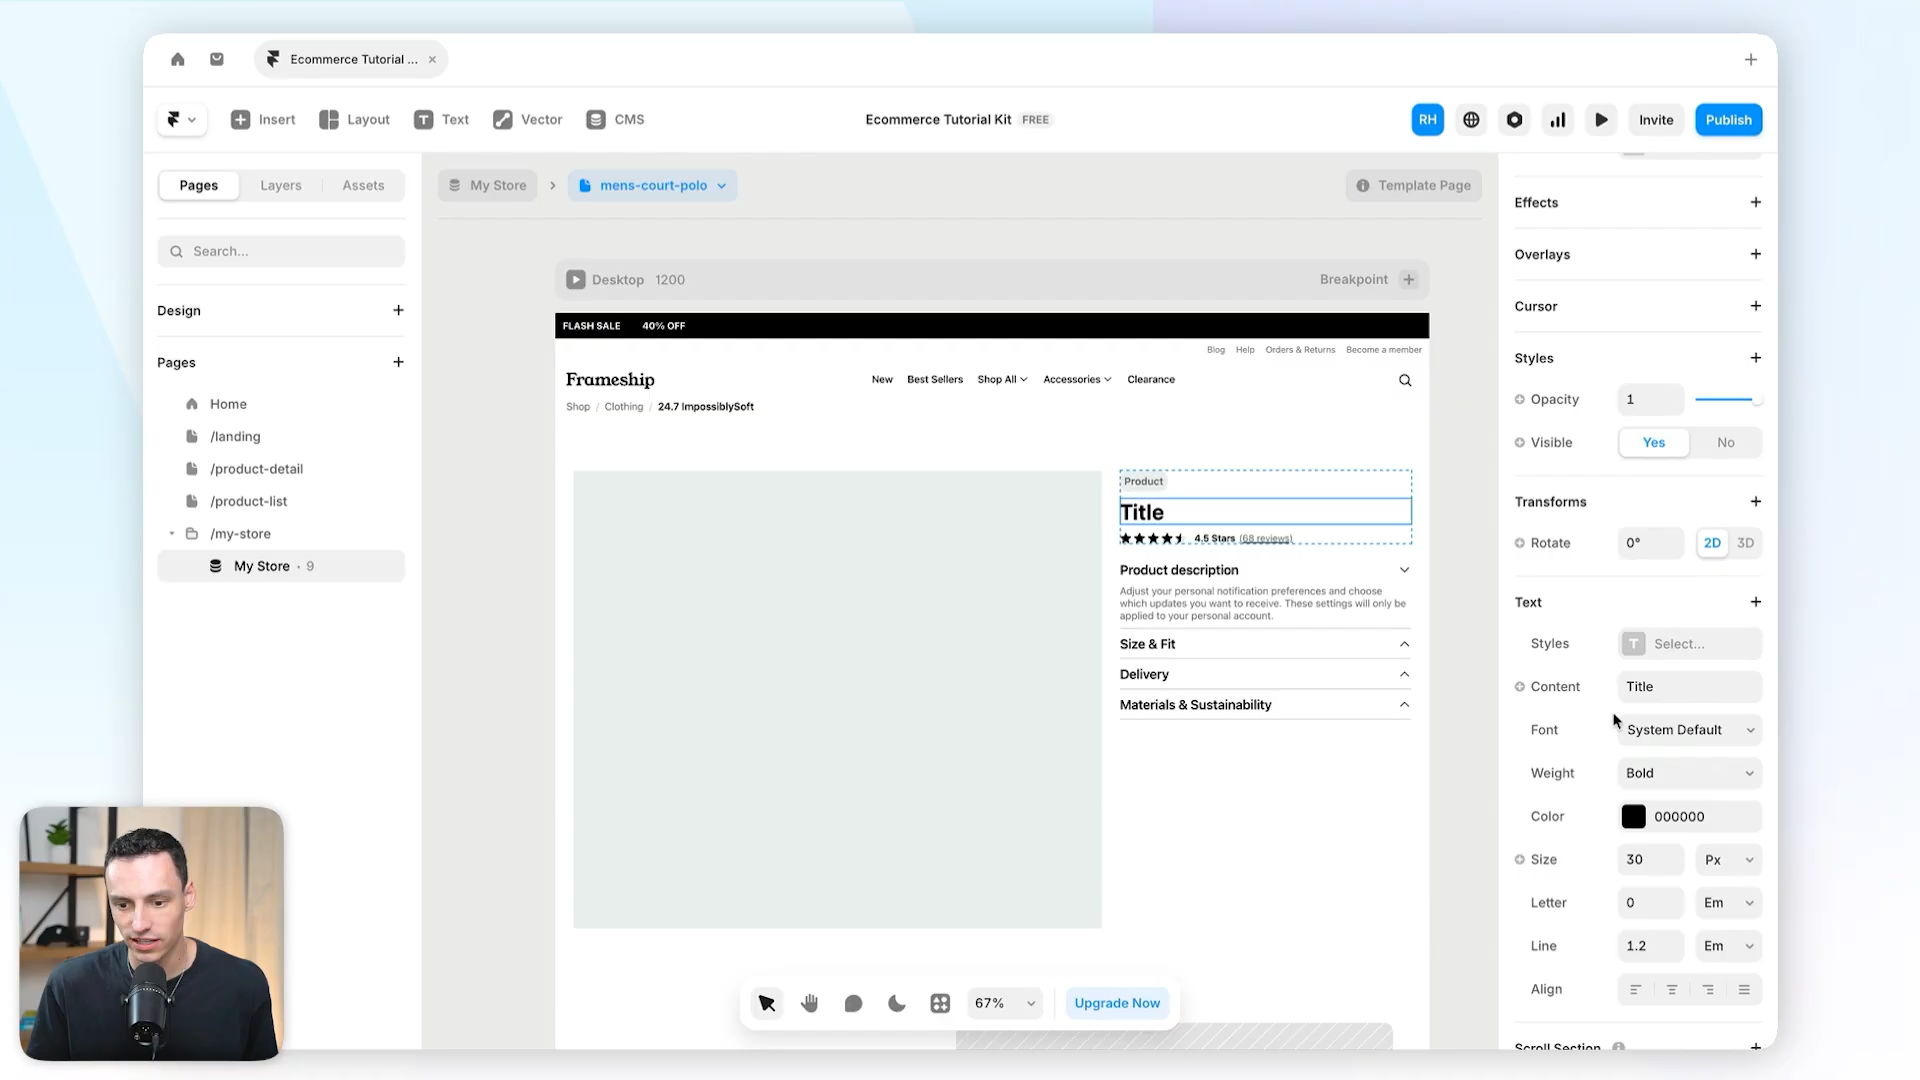 Ecommerce Tutorial ...
Insert
Layout
Text
Vector
CMS
Ecommerce Tutorial Kit FREE
RH
Invite
Publish
Pages
Layers
Assets
Search...
Design
Pages
Home
/landing
/product-detail
/product-list
/my-store
My Store · 9
My Store
mens-court-polo
Template Page
Desktop 1200
Breakpoint
FLASH SALE 40% OFF
Blog Help Orders & Returns Become a member
Frameship
New Best Sellers Shop All Accessories Clearance
Shop / Clothing / 24.7 ImpossiblySoft
Product
Title
4.5 Stars (68 reviews)
Product description
Adjust your personal notification preferences and choose
which updates you want to receive. These settings will only be
applied to your personal account.
Size & Fit
Delivery
Materials & Sustainability
67%
Upgrade Now
Effects
Overlays
Cursor
Styles
Opacity 1
Visible Yes No
Transforms
Rotate 0° 2D 3D
Text
Styles T Select...
Content Title
Font System Default
Weight Bold
Color 000000
Size 30 Px
Letter 0 Em
Line 1.2 Em
Align
Scroll Section